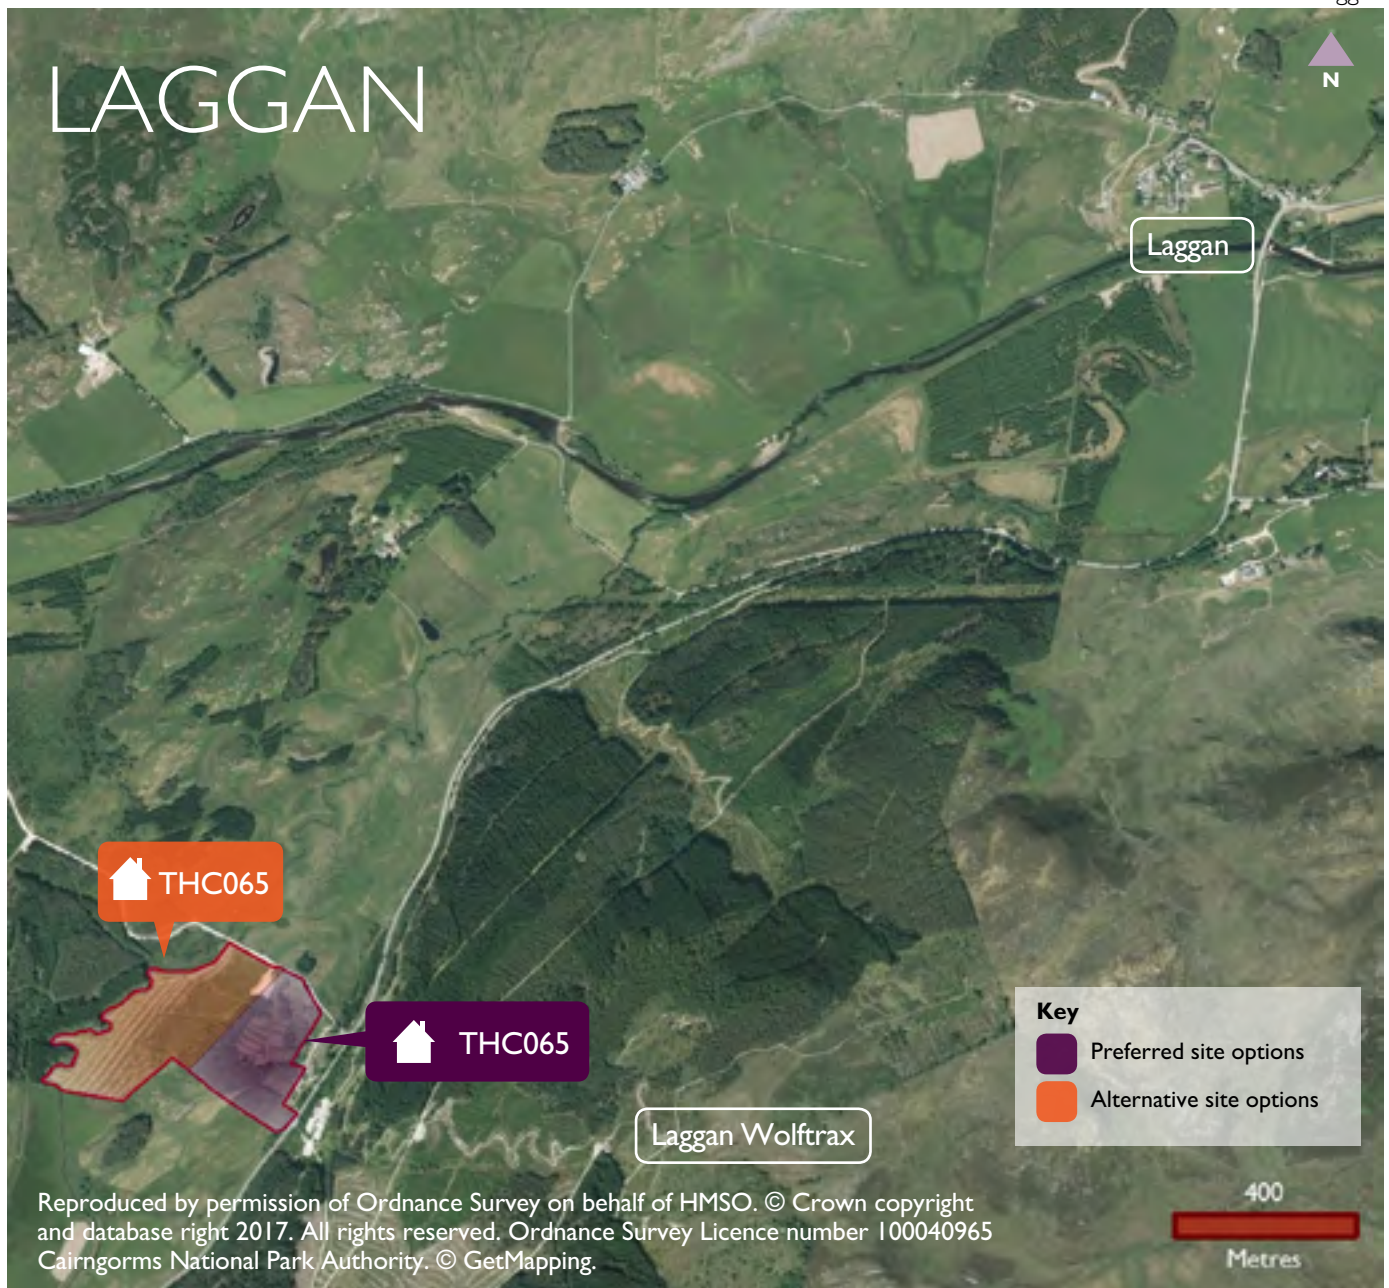 LAGGAN
N
Laggan
THC065
THC065
Key
Preferred site options
Alternative site options
Laggan Wolftrax
Reproduced by permission of Ordnance Survey on behalf of HMSO. © Crown copyright
and database right 2017. All rights reserved. Ordnance Survey Licence number 100040965
Cairngorms National Park Authority. © GetMapping.
400
Metres